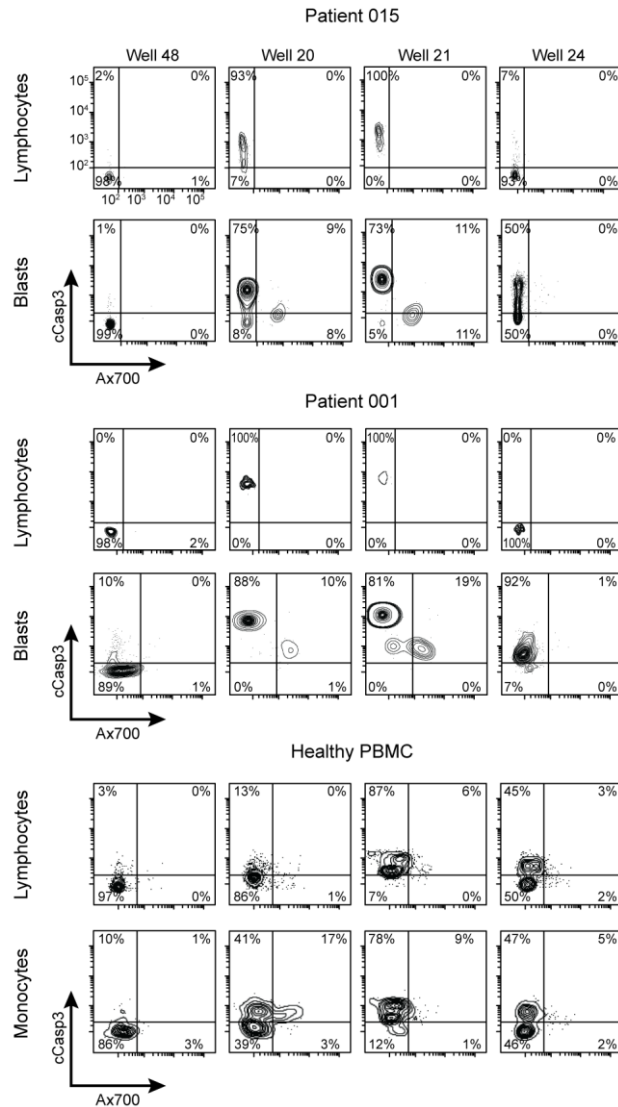 Patient 015
Well 48 Well 20 Well 21 Well 24
Lymphocytes
10⁵ 2% 0% 93% 0% 100% 0% 7% 0%
10⁴
10³
10²
98% 1% 7% 0% 0% 0% 93% 0%
10² 10³ 10⁴ 10⁵
Blasts
1% 0% 75% 9% 73% 11% 50% 0%
99% 0% 8% 8% 5% 11% 50% 0%
cCasp3
Ax700
Patient 001
Lymphocytes
0% 0% 100% 0% 100% 0% 0% 0%
98% 2% 0% 0% 0% 0% 100% 0%
Blasts
10% 0% 88% 10% 81% 19% 92% 1%
89% 1% 0% 1% 0% 0% 7% 0%
cCasp3
Ax700
Healthy PBMC
Lymphocytes
3% 0% 13% 0% 87% 6% 45% 3%
97% 0% 86% 1% 7% 0% 50% 2%
Monocytes
10% 1% 41% 17% 78% 9% 47% 5%
86% 3% 39% 3% 12% 1% 46% 2%
cCasp3
Ax700